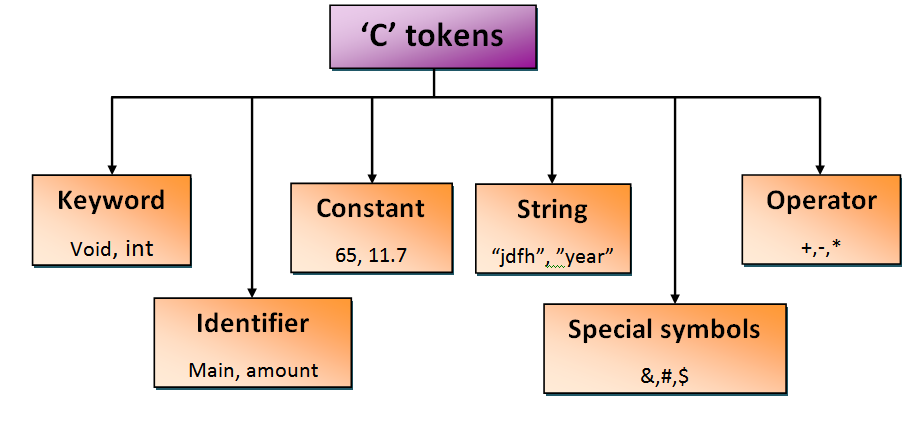 ‘C’ tokens
Keyword
Void, int
Identifier
Main, amount
Constant
65, 11.7
String
“jdfh”, ”year”
Special symbols
&,#,$
Operator
+,-,*